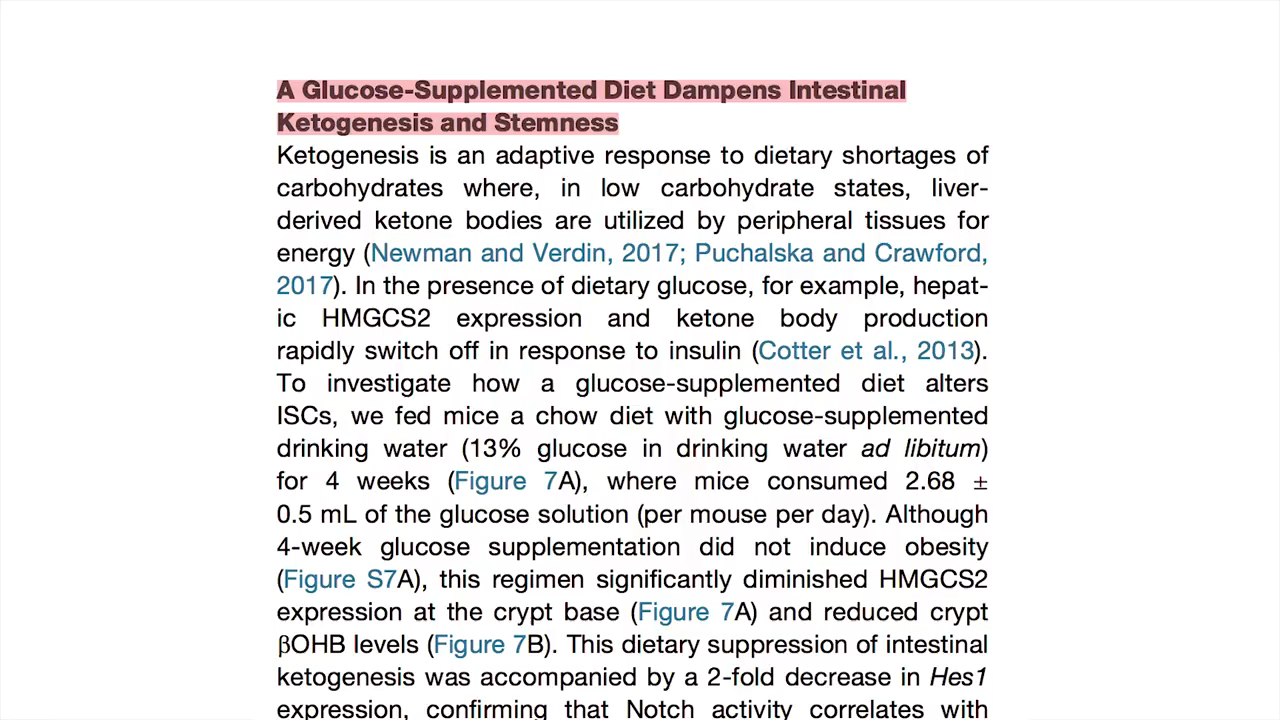 A Glucose-Supplemented Diet Dampens Intestinal
Ketogenesis and Stemness
Ketogenesis is an adaptive response to dietary shortages of
carbohydrates where, in low carbohydrate states, liver-
derived ketone bodies are utilized by peripheral tissues for
energy (Newman and Verdin, 2017; Puchalska and Crawford,
2017). In the presence of dietary glucose, for example, hepat-
ic HMGCS2 expression and ketone body production
rapidly switch off in response to insulin (Cotter et al., 2013).
To investigate how a glucose-supplemented diet alters
ISCs, we fed mice a chow diet with glucose-supplemented
drinking water (13% glucose in drinking water ad libitum)
for 4 weeks (Figure 7A), where mice consumed 2.68 ±
0.5 mL of the glucose solution (per mouse per day). Although
4-week glucose supplementation did not induce obesity
(Figure S7A), this regimen significantly diminished HMGCS2
expression at the crypt base (Figure 7A) and reduced crypt
βOHB levels (Figure 7B). This dietary suppression of intestinal
ketogenesis was accompanied by a 2-fold decrease in Hes1
expression, confirming that Notch activity correlates with